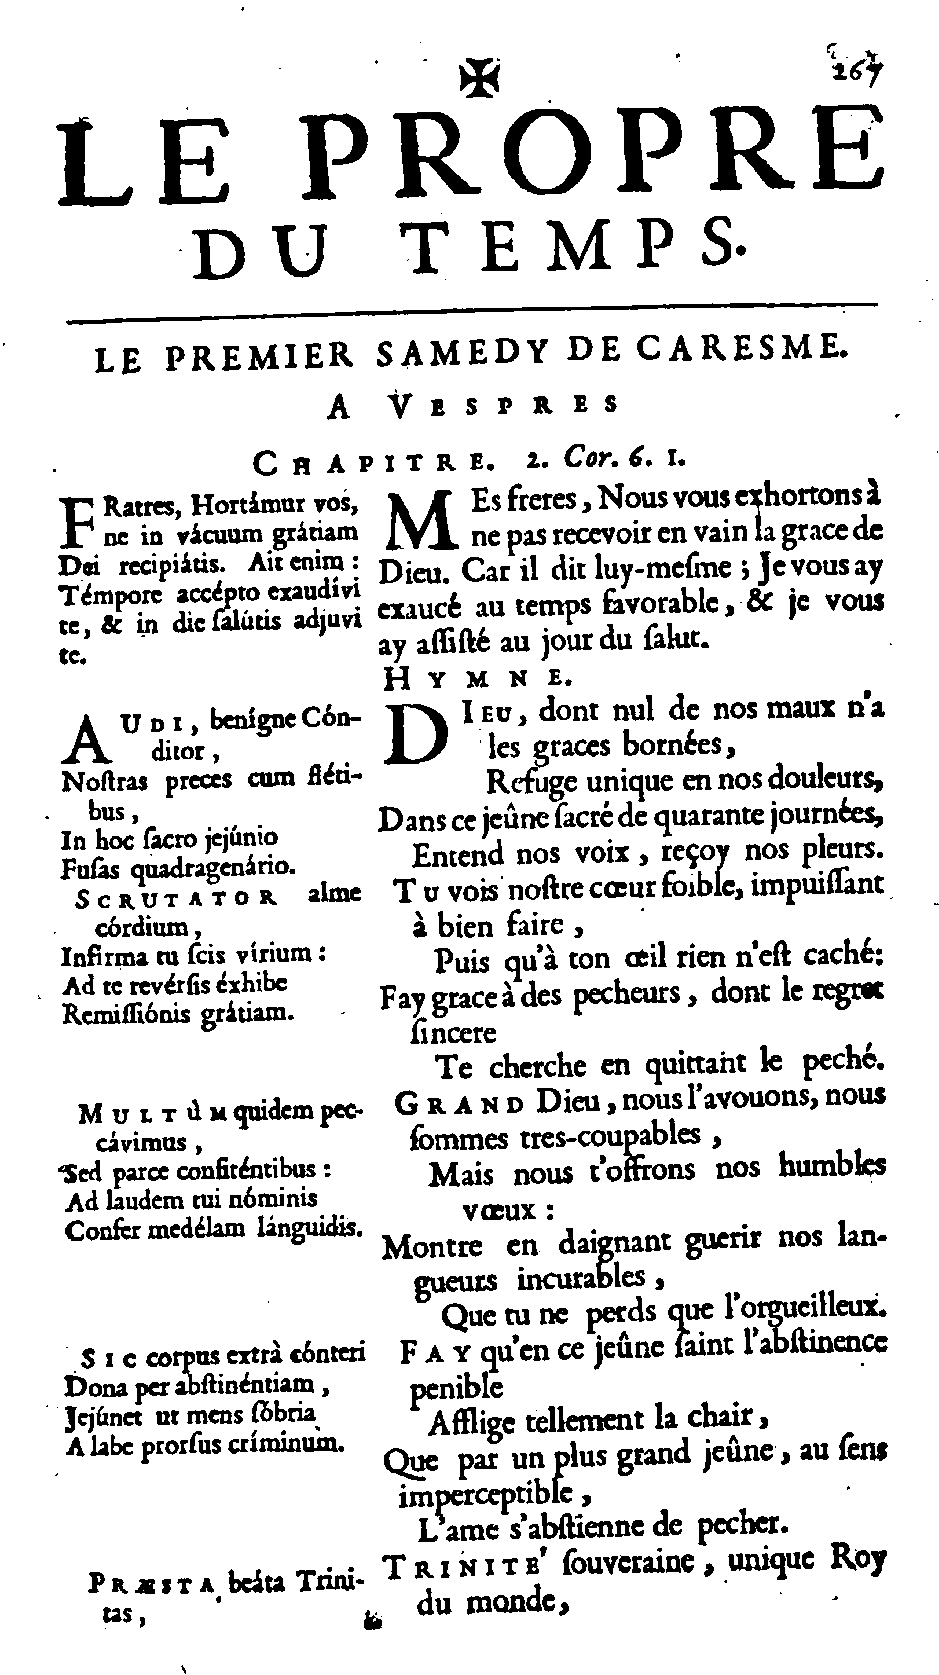 ✠
267
LE PROPRE
DU TEMPS.
LE PREMIER SAMEDY DE CARESME.
A VESPRES
CHAPITRE. 2. Cor. 6. 1.
FRatres, Hortámur vos,
ne in vácuum grátiam
Dei recipiátis. Ait enim :
Témpore accépto exaudívi
te, & in die ſalútis adjuvi
te.
AUDI, benígne Cón-
ditor,
Noſtras preces cum fléti-
bus,
In hoc ſacro jejúnio
Fuſas quadragenário.
SCRUTATOR alme
córdium,
Infirma tu ſcis vírium :
Ad te revérſis éxhibe
Remiſſiónis grátiam.
MULTÙM quidem pec-
cávimus,
Sed parce confiténtibus :
Ad laudem tui nóminis
Confer medélam lánguidis.
SIC corpus extrà cónteri
Dona per abſtinéntiam,
Jejúnet ut mens ſóbria
A labe prorſus críminum.
PRÆSTA, beáta Trini-
tas,
MEs freres, Nous vous exhortons à
ne pas recevoir en vain la grace de
Dieu. Car il dit luy-meſme ; Je vous ay
exaucé au temps favorable, & je vous
ay aſſiſté au jour du ſalut.
HYMNE.
DIEU, dont nul de nos maux n'a
les graces bornées,
Refuge unique en nos douleurs,
Dans ce jeûne ſacré de quarante journées,
Entend nos voix, reçoy nos pleurs.
TU vois noſtre cœur foible, impuiſſant
à bien faire,
Puis qu'à ton œil rien n'eſt caché:
Fay grace à des pecheurs, dont le regret
ſincere
Te cherche en quittant le peché.
GRAND Dieu, nous l'avouons, nous
ſommes tres-coupables,
Mais nous t'offrons nos humbles
vœux :
Montre en daignant guerir nos lan-
gueurs incurables,
Que tu ne perds que l'orgueilleux.
FAY qu'en ce jeûne ſaint l'abſtinence
penible
Afflige tellement la chair,
Que par un plus grand jeûne, au ſens
imperceptible,
L'ame s'abſtienne de pecher.
TRINITE' ſouveraine, unique Roy
du monde,